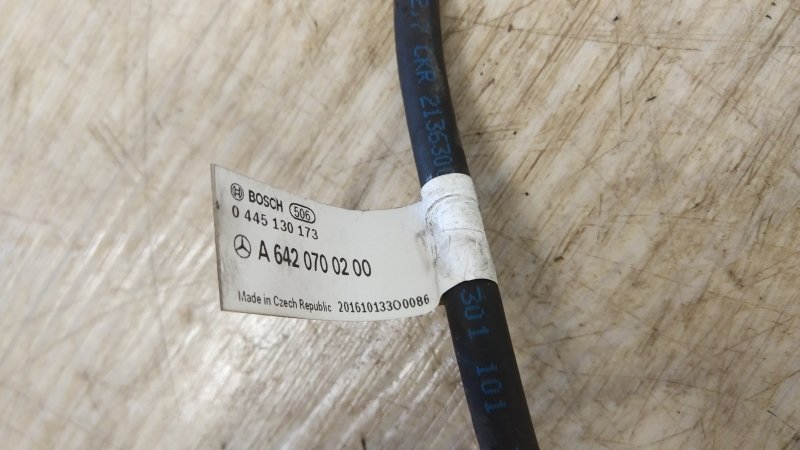 BOSCH 506
0 445 130 173
A 642 070 02 00
Made in Czech Republic 20161013300086
CKR 213630
301 101